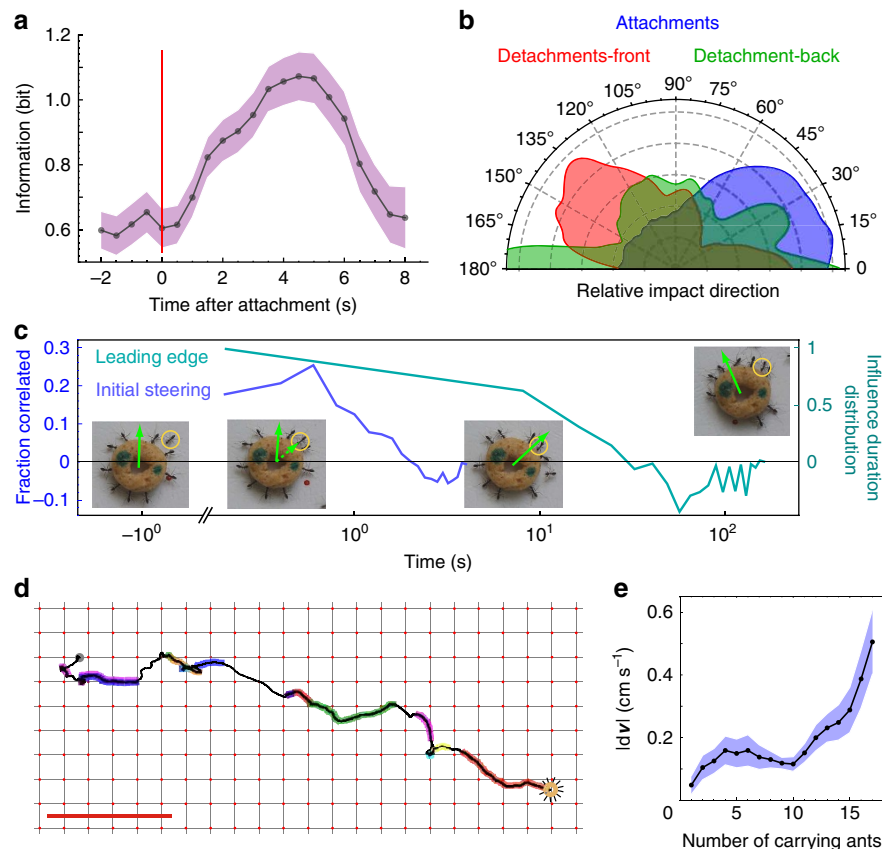 a
Information (bit)
1.0
0.8
0.6
−2 0 2 4 6 8
Time after attachment (s)
b
Attachments
Detachments-front Detachment-back
180° 165° 150° 135° 120° 105° 90° 75° 60° 45° 30° 15° 0
Relative impact direction
c
Fraction correlated
0.3
0.2
0.1
0
−0.1
Leading edge
Initial steering
1
0.5
0
Influence duration
distribution
−10⁰ 10⁰ 10¹ 10²
Time (s)
d
e
|dv| (cm s⁻¹)
0.6
0.4
0.2
0 5 10 15
Number of carrying ants